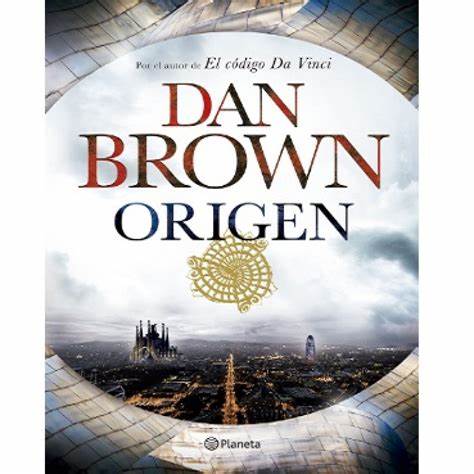 Por el autor de El código Da Vinci
DAN
BROWN
ORIGEN
Planeta